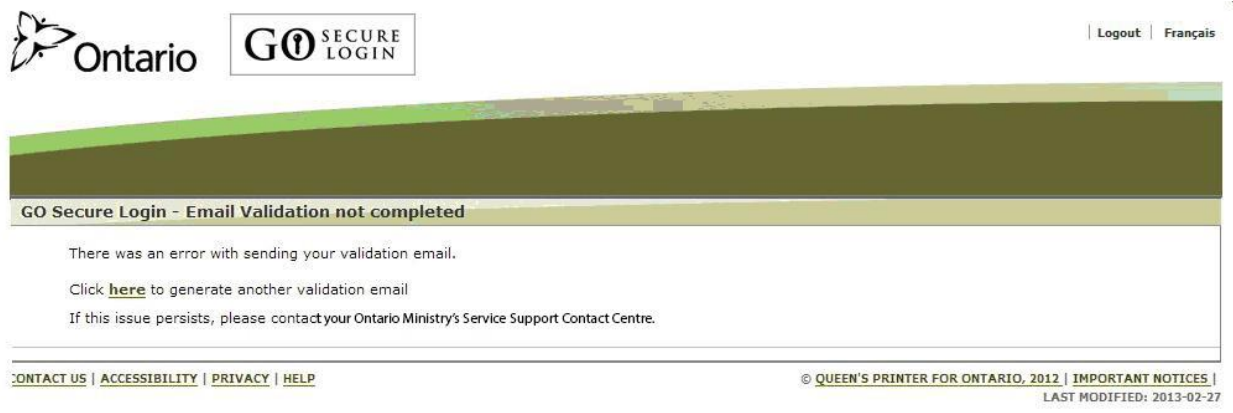 Ontario
GO SECURE LOGIN
| Logout | Français
GO Secure Login - Email Validation not completed
There was an error with sending your validation email.
Click here to generate another validation email
If this issue persists, please contact your Ontario Ministry's Service Support Contact Centre.
CONTACT US | ACCESSIBILITY | PRIVACY | HELP
© QUEEN'S PRINTER FOR ONTARIO, 2012 | IMPORTANT NOTICES |
LAST MODIFIED: 2013-02-27